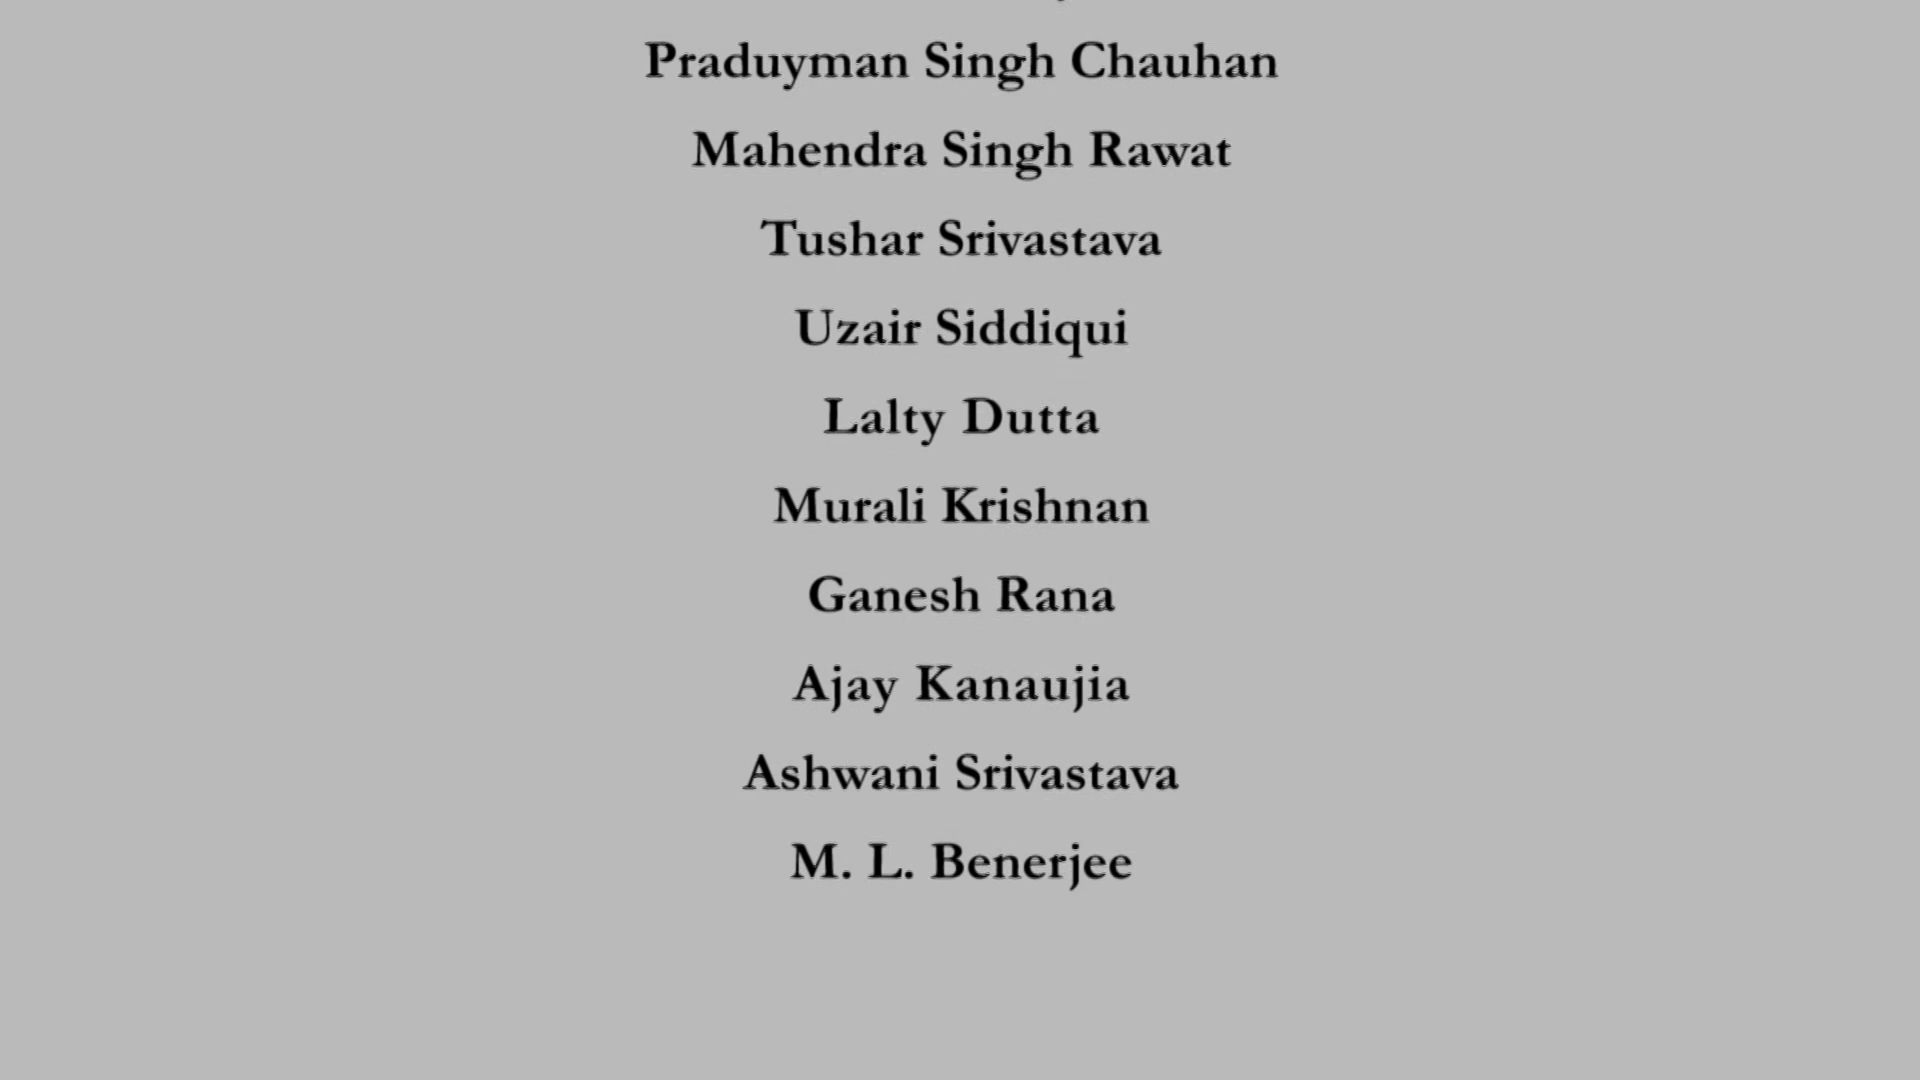 Praduyman Singh Chauhan
Mahendra Singh Rawat
Tushar Srivastava
Uzair Siddiqui
Lalty Dutta
Murali Krishnan
Ganesh Rana
Ajay Kanaujia
Ashwani Srivastava
M. L. Benerjee